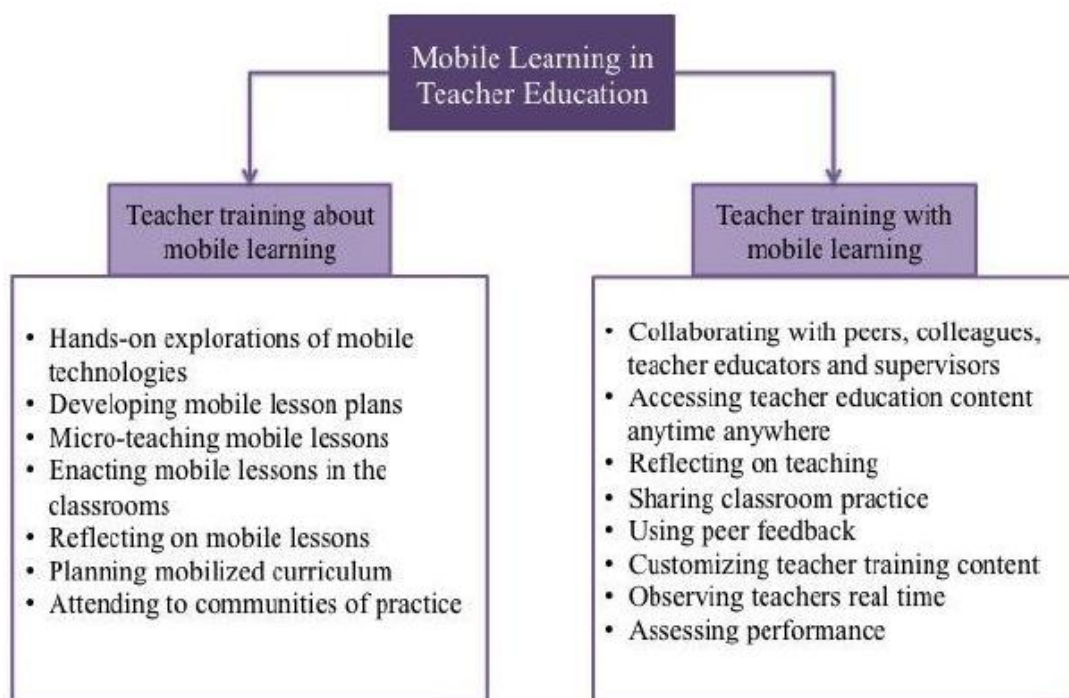 Mobile Learning in
Teacher Education
Teacher training about
mobile learning
• Hands-on explorations of mobile
technologies
• Developing mobile lesson plans
• Micro-teaching mobile lessons
• Enacting mobile lessons in the
classrooms
• Reflecting on mobile lessons
• Planning mobilized curriculum
• Attending to communities of practice
Teacher training with
mobile learning
• Collaborating with peers, colleagues,
teacher educators and supervisors
• Accessing teacher education content
anytime anywhere
• Reflecting on teaching
• Sharing classroom practice
• Using peer feedback
• Customizing teacher training content
• Observing teachers real time
• Assessing performance